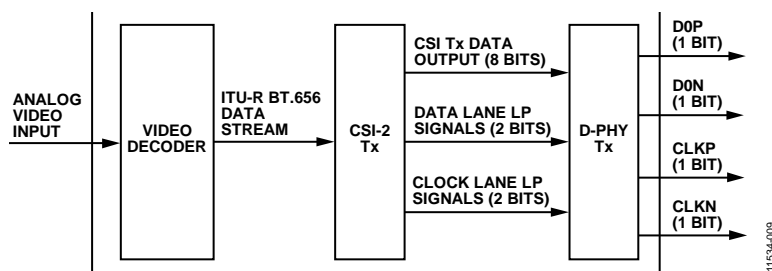 ANALOG
VIDEO
INPUT
VIDEO
DECODER
ITU-R BT.656
DATA
STREAM
CSI-2
Tx
CSI Tx DATA
OUTPUT (8 BITS)
DATA LANE LP
SIGNALS (2 BITS)
CLOCK LANE LP
SIGNALS (2 BITS)
D-PHY
Tx
D0P
(1 BIT)
D0N
(1 BIT)
CLKP
(1 BIT)
CLKN
(1 BIT)
11534-009